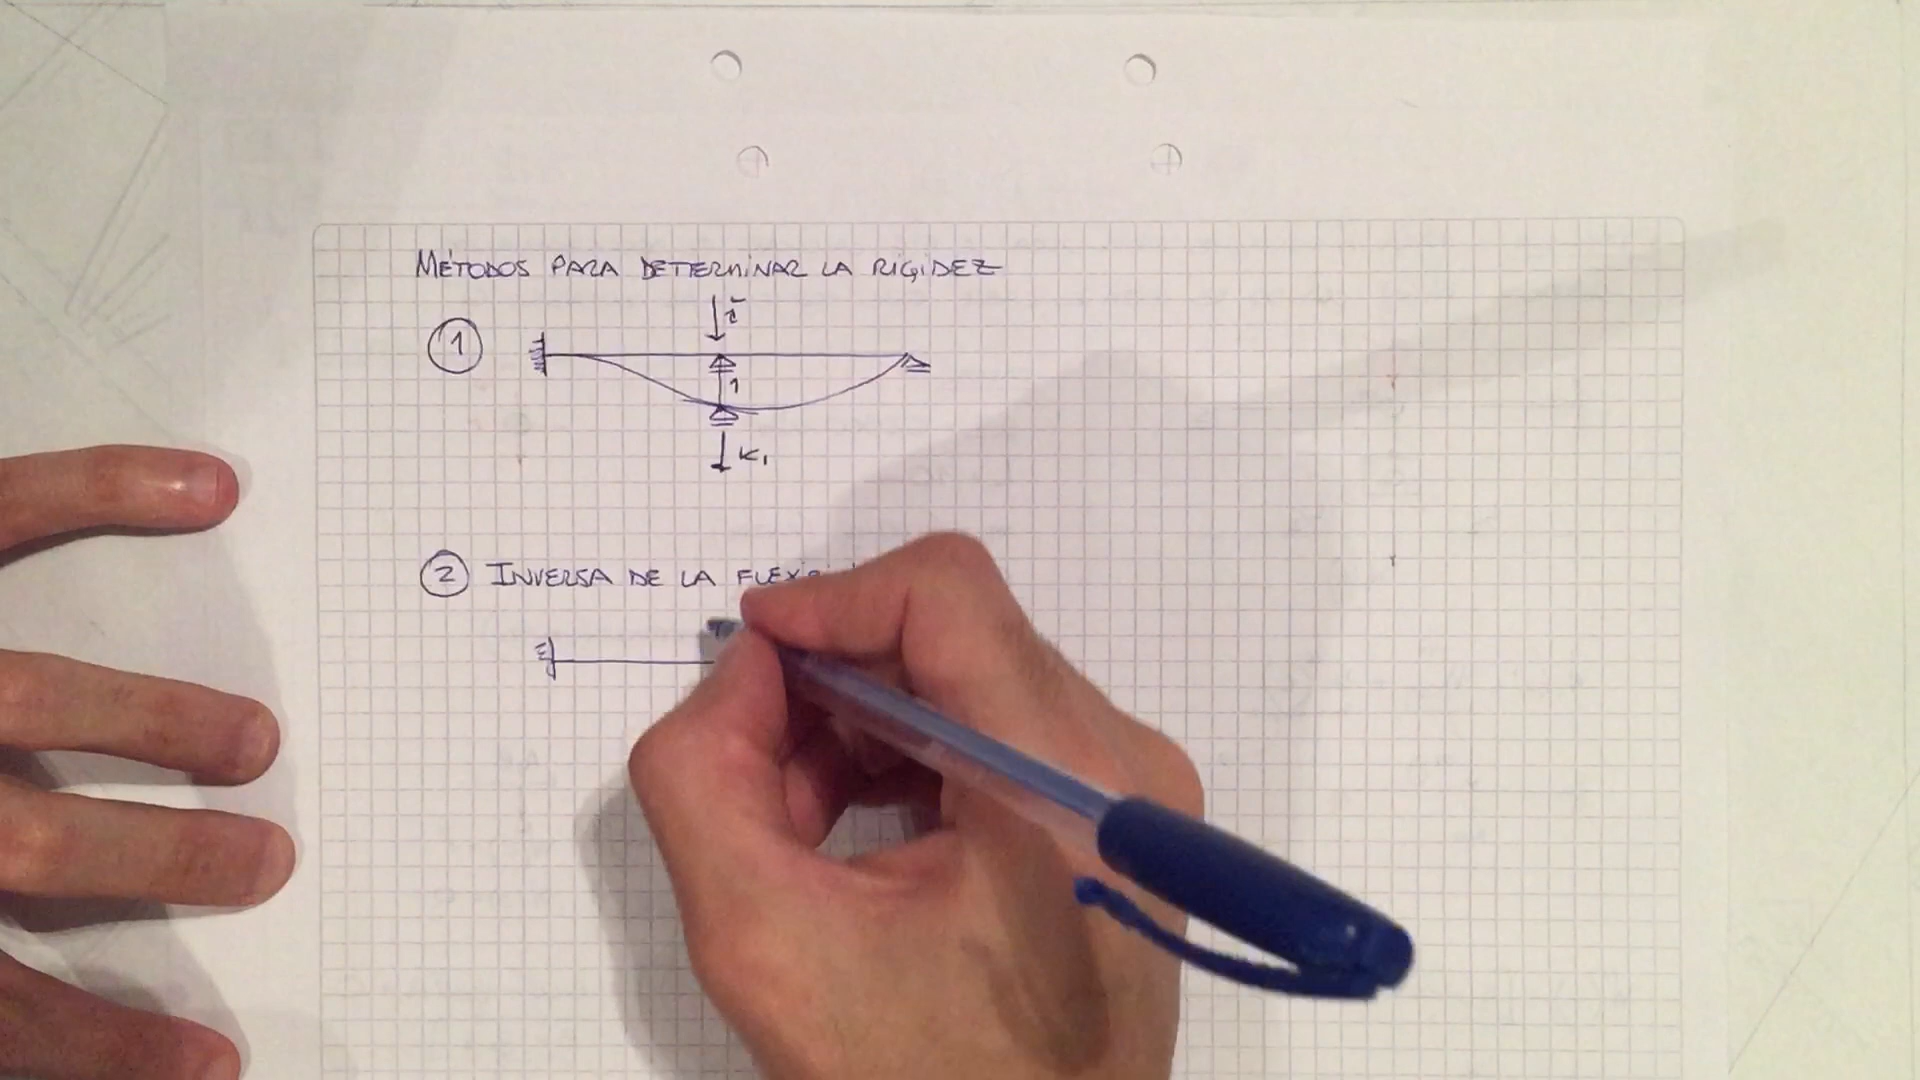 MÉTODOS PARA DETERMINAR LA RIGIDEZ
1
1
K₁
2 INVERSA DE LA